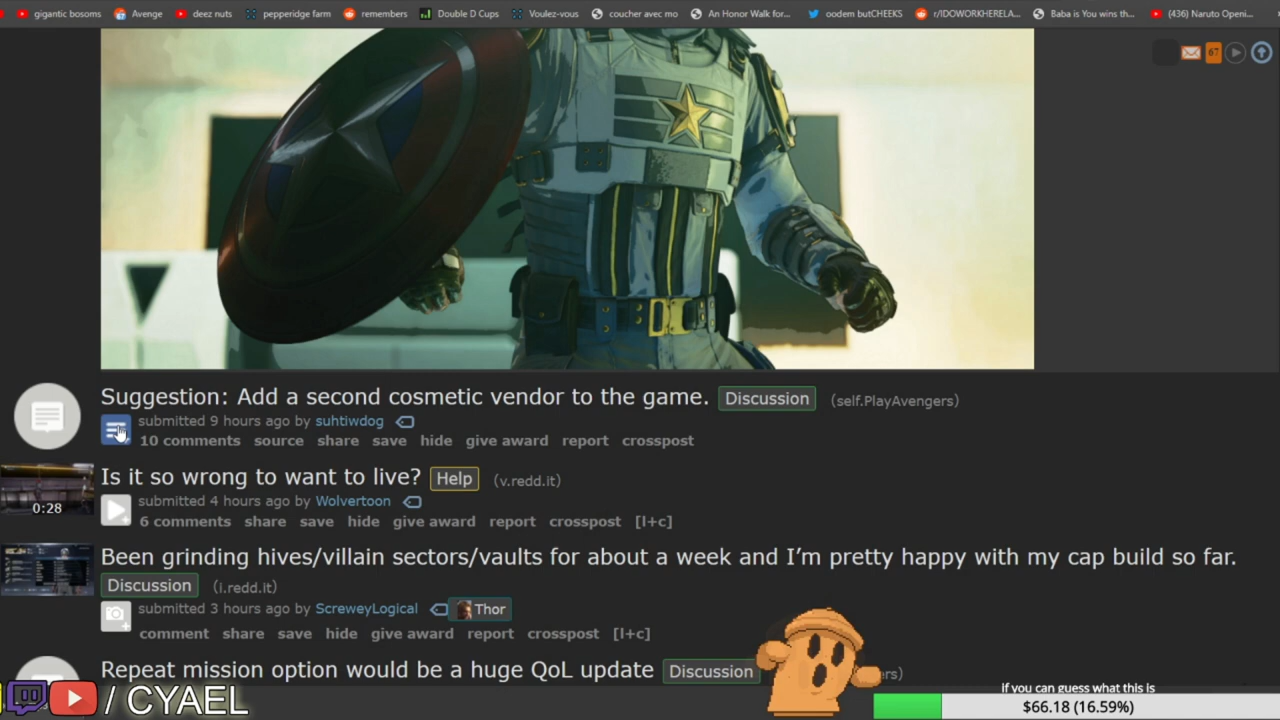 gigantic bosoms Avenge deez nuts pepperidge farm remembers Double D Cups Voulez-vous coucher avec mo An Honor Walk for... oodem butCHEEKS r/IDOWORKHERELA... Baba is You wins th... (436) Naruto Openi...
67
Suggestion: Add a second cosmetic vendor to the game. Discussion (self.PlayAvengers)
submitted 9 hours ago by suhtiwdog
10 comments source share save hide give award report crosspost
Is it so wrong to want to live? Help (v.redd.it)
0:28
submitted 4 hours ago by Wolvertoon
6 comments share save hide give award report crosspost [l+c]
Been grinding hives/villain sectors/vaults for about a week and I'm pretty happy with my cap build so far.
Discussion (i.redd.it)
submitted 3 hours ago by ScreweyLogical Thor
comment share save hide give award report crosspost [l+c]
Repeat mission option would be a huge QoL update Discussion
/ CYAEL
if you can guess what this is
$66.18 (16.59%)